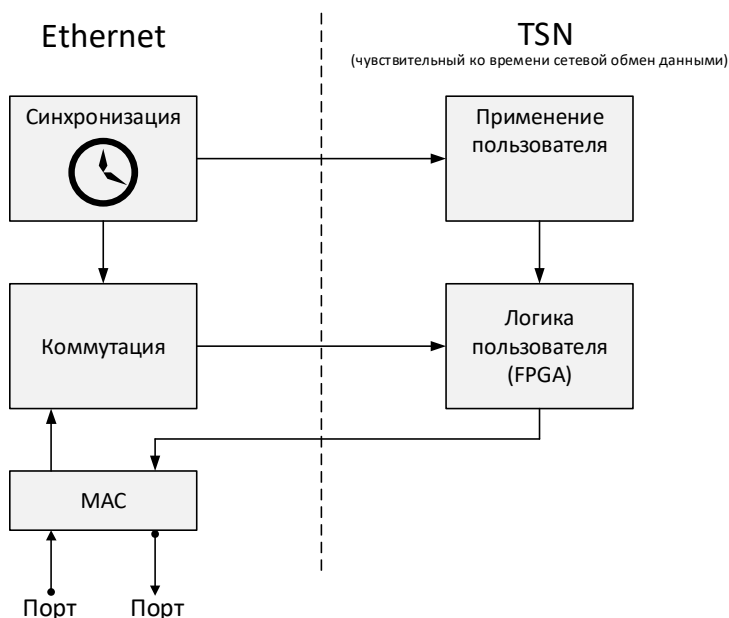 Ethernet
TSN
(чувствительный ко времени сетевой обмен данными)
Синхронизация
Применение
пользователя
Коммутация
Логика
пользователя
(FPGA)
MAC
Порт
Порт